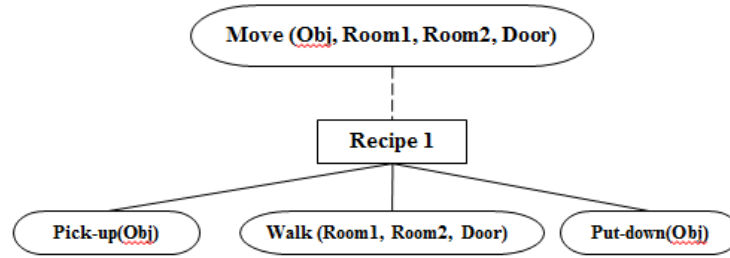 Move (Obj, Room1, Room2, Door)
Recipe 1
Pick-up(Obj)
Walk (Room1, Room2, Door)
Put-down(Obj)